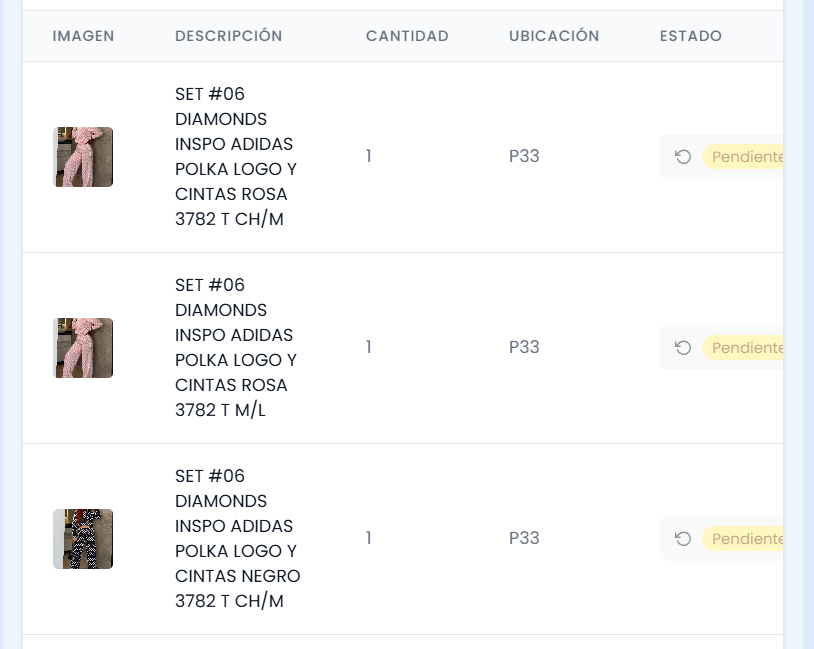 IMAGEN DESCRIPCIÓN CANTIDAD UBICACIÓN ESTADO
SET #06
DIAMONDS
INSPO ADIDAS
POLKA LOGO Y
CINTAS ROSA
3782 T CH/M
1
P33
Pendiente
SET #06
DIAMONDS
INSPO ADIDAS
POLKA LOGO Y
CINTAS ROSA
3782 T M/L
1
P33
Pendiente
SET #06
DIAMONDS
INSPO ADIDAS
POLKA LOGO Y
CINTAS NEGRO
3782 T CH/M
1
P33
Pendiente